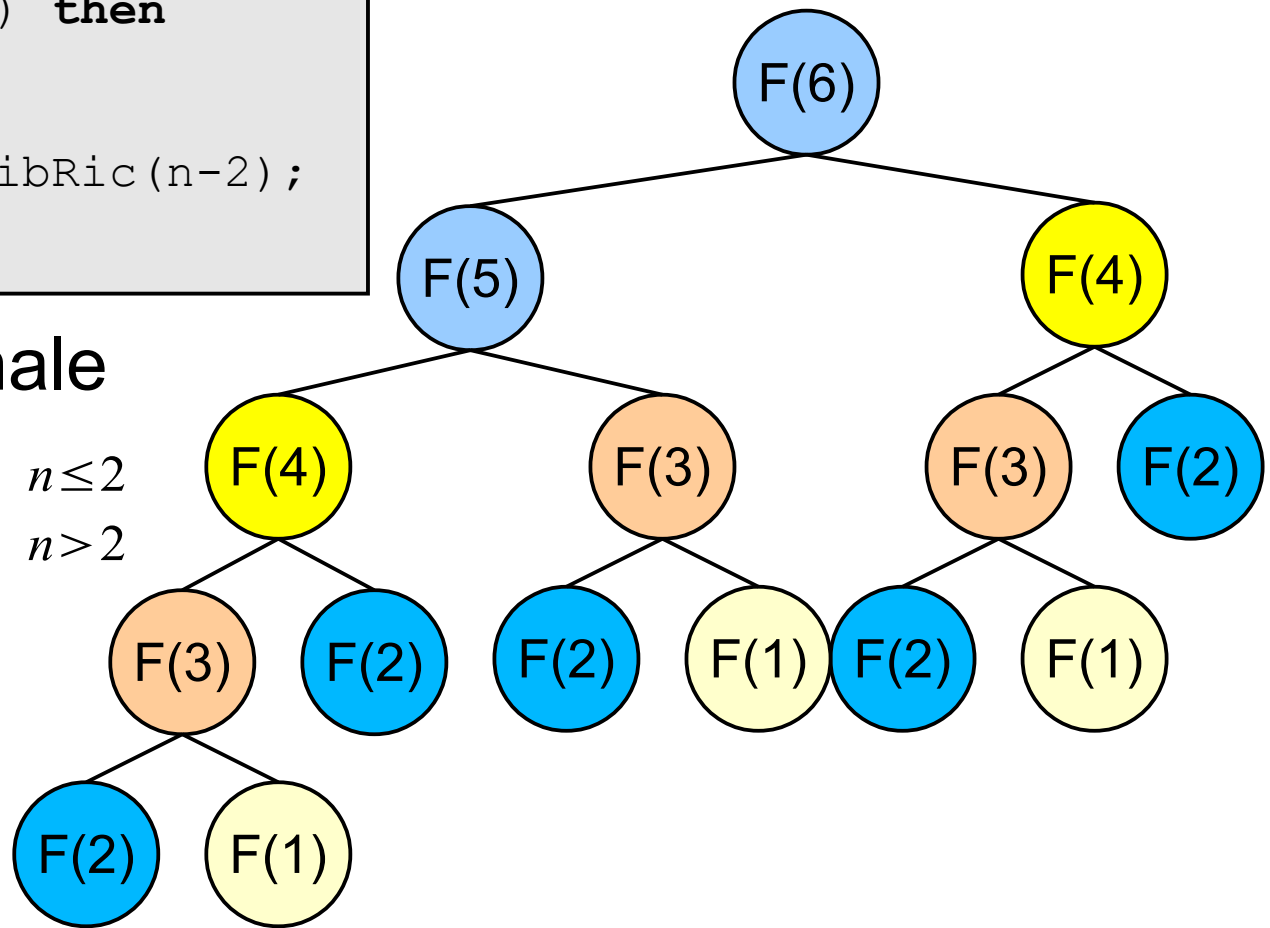 ) then
ibRic(n-2);
nale
n≤2
n>2
F(6)
F(5)
F(4)
F(4)
F(3)
F(3)
F(2)
F(3)
F(2)
F(2)
F(1)
F(2)
F(1)
F(2)
F(1)